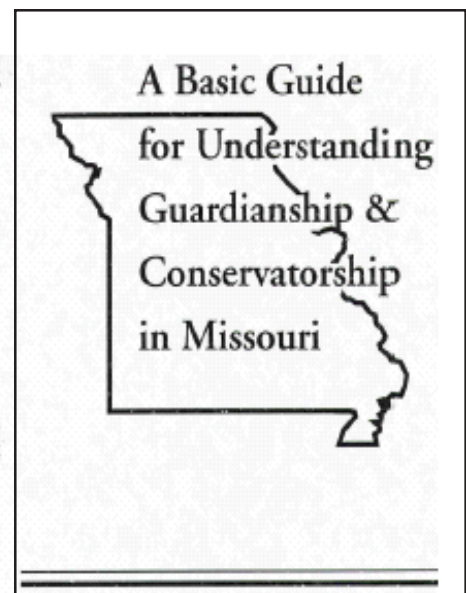 A Basic Guide
for Understanding
Guardianship &
Conservatorship
in Missouri